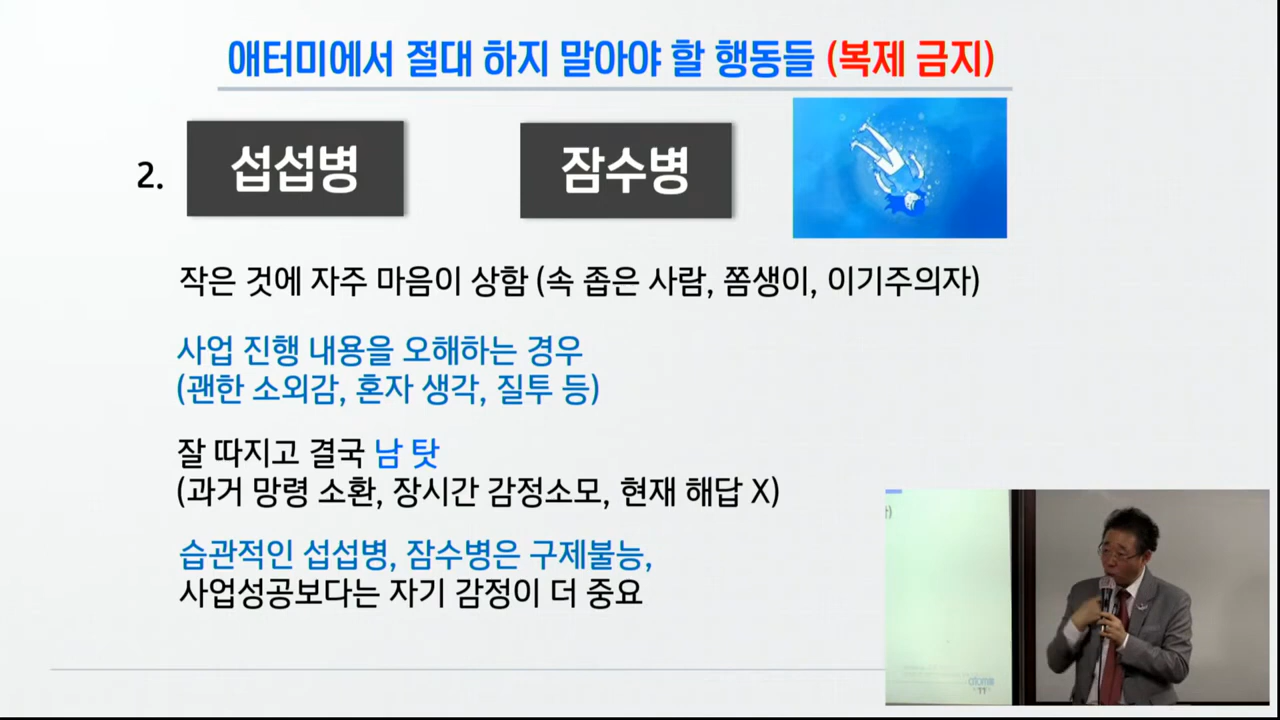 애터미에서 절대 하지 말아야 할 행동들 (복제 금지)
2. 섭섭병 잠수병
작은 것에 자주 마음이 상함 (속 좁은 사람, 쫌생이, 이기주의자)
사업 진행 내용을 오해하는 경우
(괜한 소외감, 혼자 생각, 질투 등)
잘 따지고 결국 남 탓
(과거 망령 소환, 장시간 감정소모, 현재 해답 X)
습관적인 섭섭병, 잠수병은 구제불능,
사업성공보다는 자기 감정이 더 중요
atomy
11